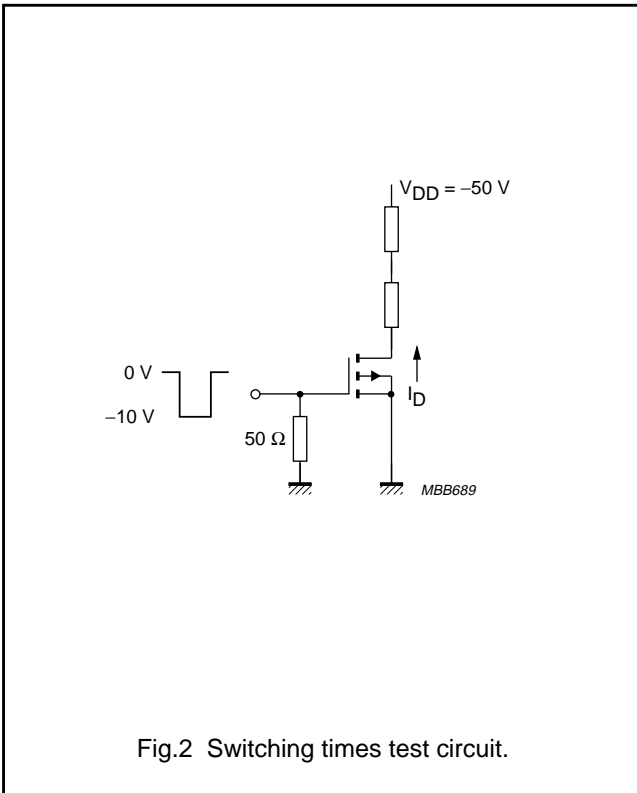 V_DD = −50 V
0 V
−10 V
I_D
50 Ω
MBB689
Fig.2 Switching times test circuit.